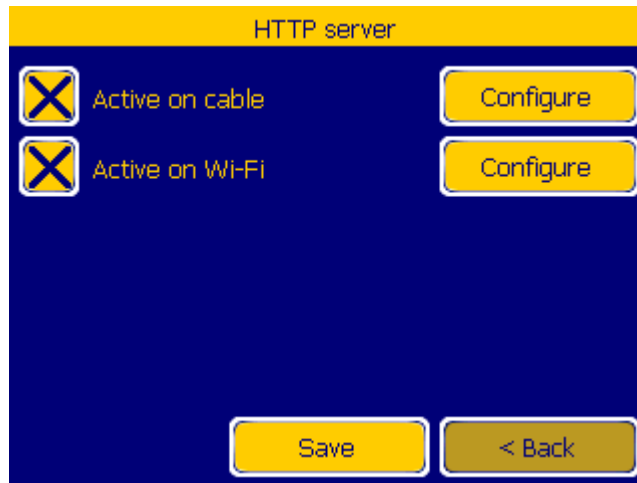 HTTP server
Active on cable Configure
Active on Wi-Fi Configure
Save < Back